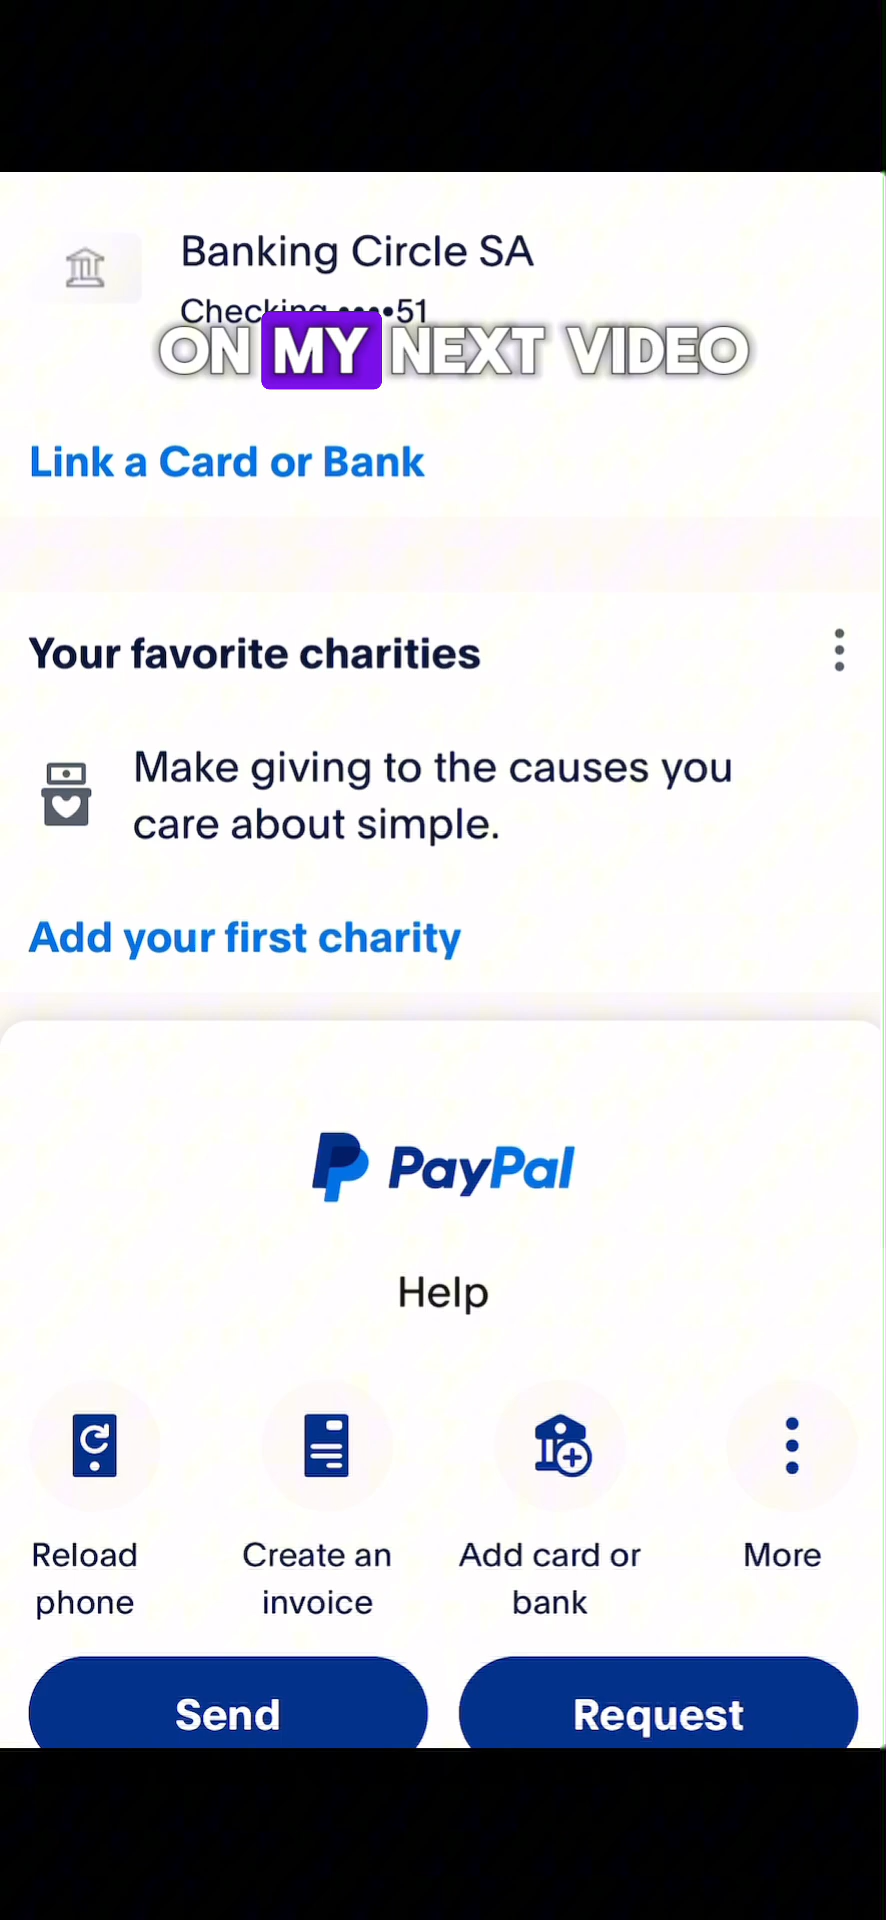 Banking Circle SA
Checking ••••51
ON MY NEXT VIDEO
Link a Card or Bank
Your favorite charities
Make giving to the causes you
care about simple.
Add your first charity
PayPal
Help
Reload
phone
Create an
invoice
Add card or
bank
More
Send
Request